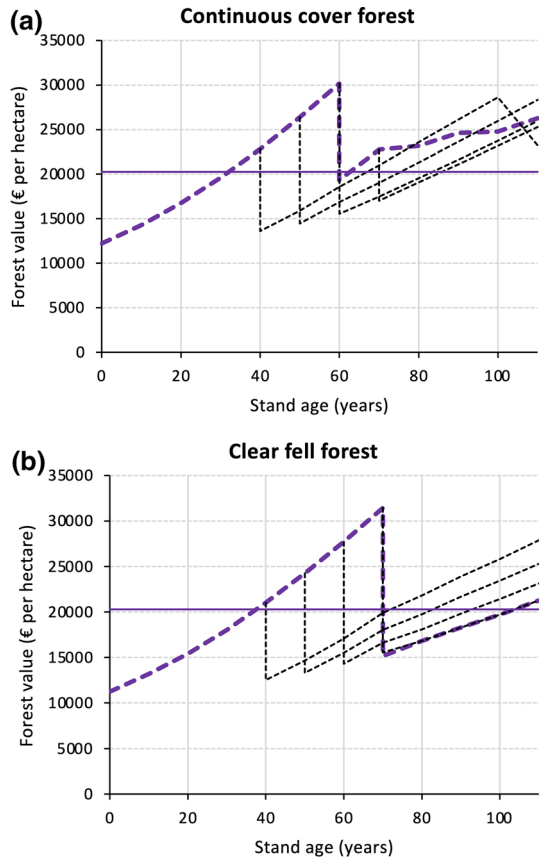 (a)
Continuous cover forest
Forest value (€ per hectare)
35000
30000
25000
20000
15000
10000
5000
0
0 20 40 60 80 100
Stand age (years)
(b)
Clear fell forest
Forest value (€ per hectare)
35000
30000
25000
20000
15000
10000
5000
0
0 20 40 60 80 100
Stand age (years)